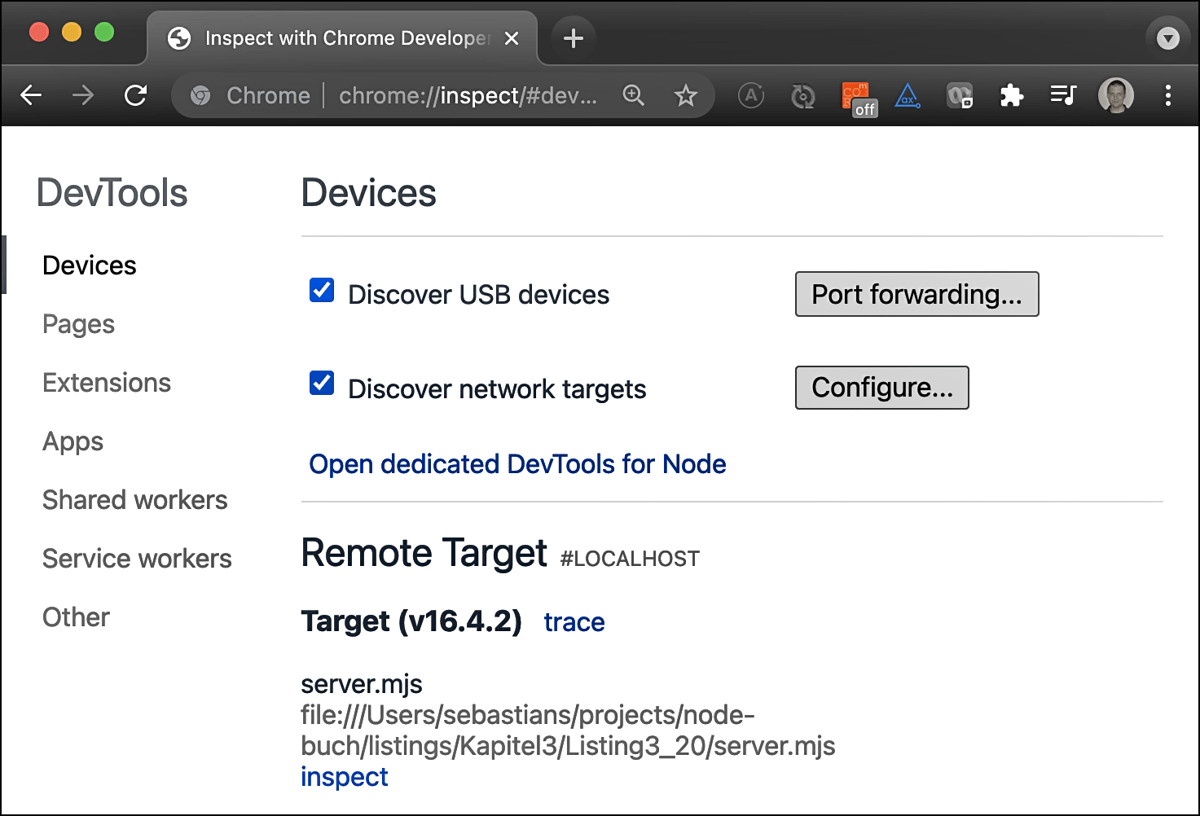 Inspect with Chrome Develope
Chrome | chrome://inspect/#dev...
off
DevTools
Devices
Pages
Extensions
Apps
Shared workers
Service workers
Other
Devices
Discover USB devices
Port forwarding...
Discover network targets
Configure...
Open dedicated DevTools for Node
Remote Target #LOCALHOST
Target (v16.4.2) trace
server.mjs
file:///Users/sebastians/projects/node-
buch/listings/Kapitel3/Listing3_20/server.mjs
inspect